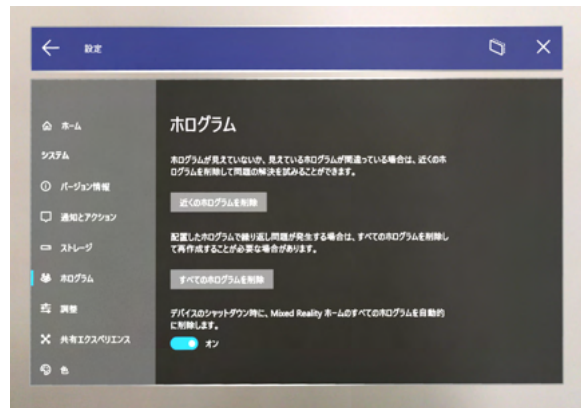 設定
ホーム
システム
バージョン情報
通知とアクション
ストレージ
ホログラム
調整
共有エクスペリエンス
色
ホログラム
ホログラムが見えていないか、見えているホログラムが間違っている場合は、近くのホ
ログラムを削除して問題の解決を試みることができます。
近くのホログラムを削除
配置したホログラムで繰り返し問題が発生する場合は、すべてのホログラムを削除し
て再作成することが必要な場合があります。
すべてのホログラムを削除
デバイスのシャットダウン時に、Mixed Reality ホームのすべてのホログラムを自動的
に削除します。
オン